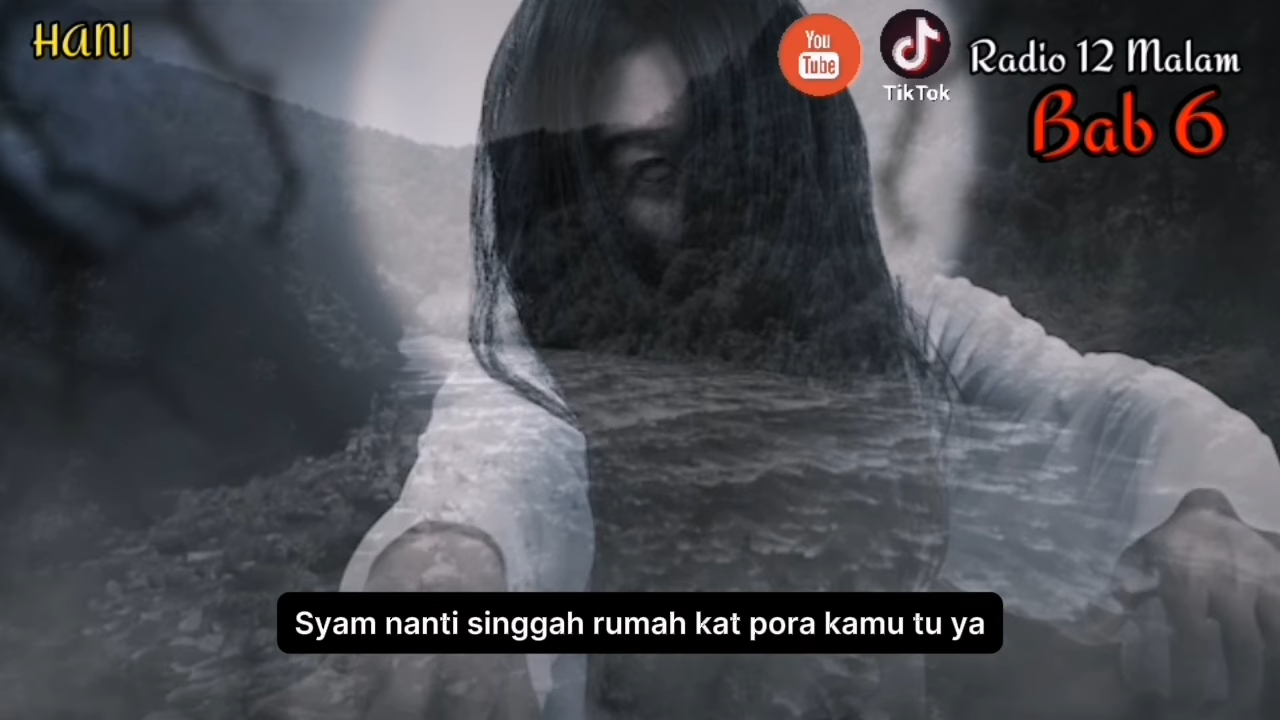 HANI
You
Tube
TikTok
Radio 12 Malam
Bab 6
Syam nanti singgah rumah kat pora kamu tu ya